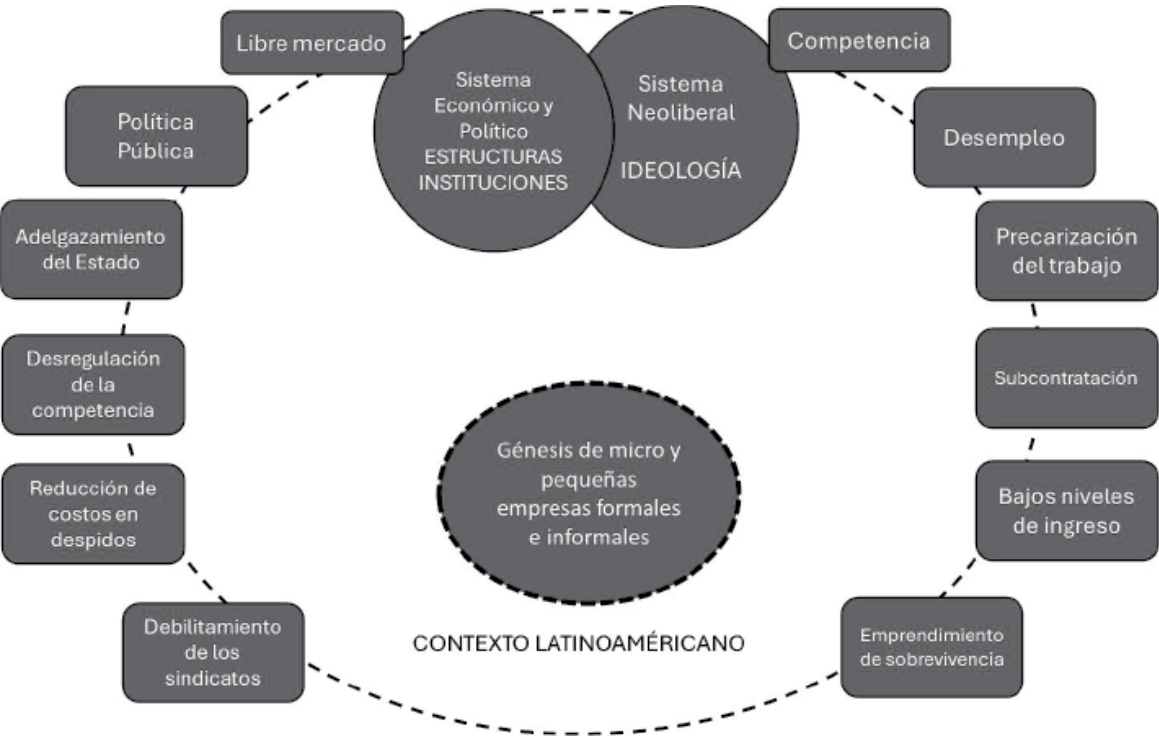 Libre mercado
Sistema
Económico y
Político
ESTRUCTURAS
INSTITUCIONES
Sistema
Neoliberal
IDEOLOGÍA
Competencia
Política
Pública
Desempleo
Adelgazamiento
del Estado
Precarización
del trabajo
Desregulación
de la
competencia
Subcontratación
Reducción de
costos en
despidos
Génesis de micro y
pequeñas
empresas formales
e informales
Bajos niveles
de ingreso
Debilitamiento
de los
sindicatos
CONTEXTO LATINOAMÉRICANO
Emprendimiento
de sobrevivencia